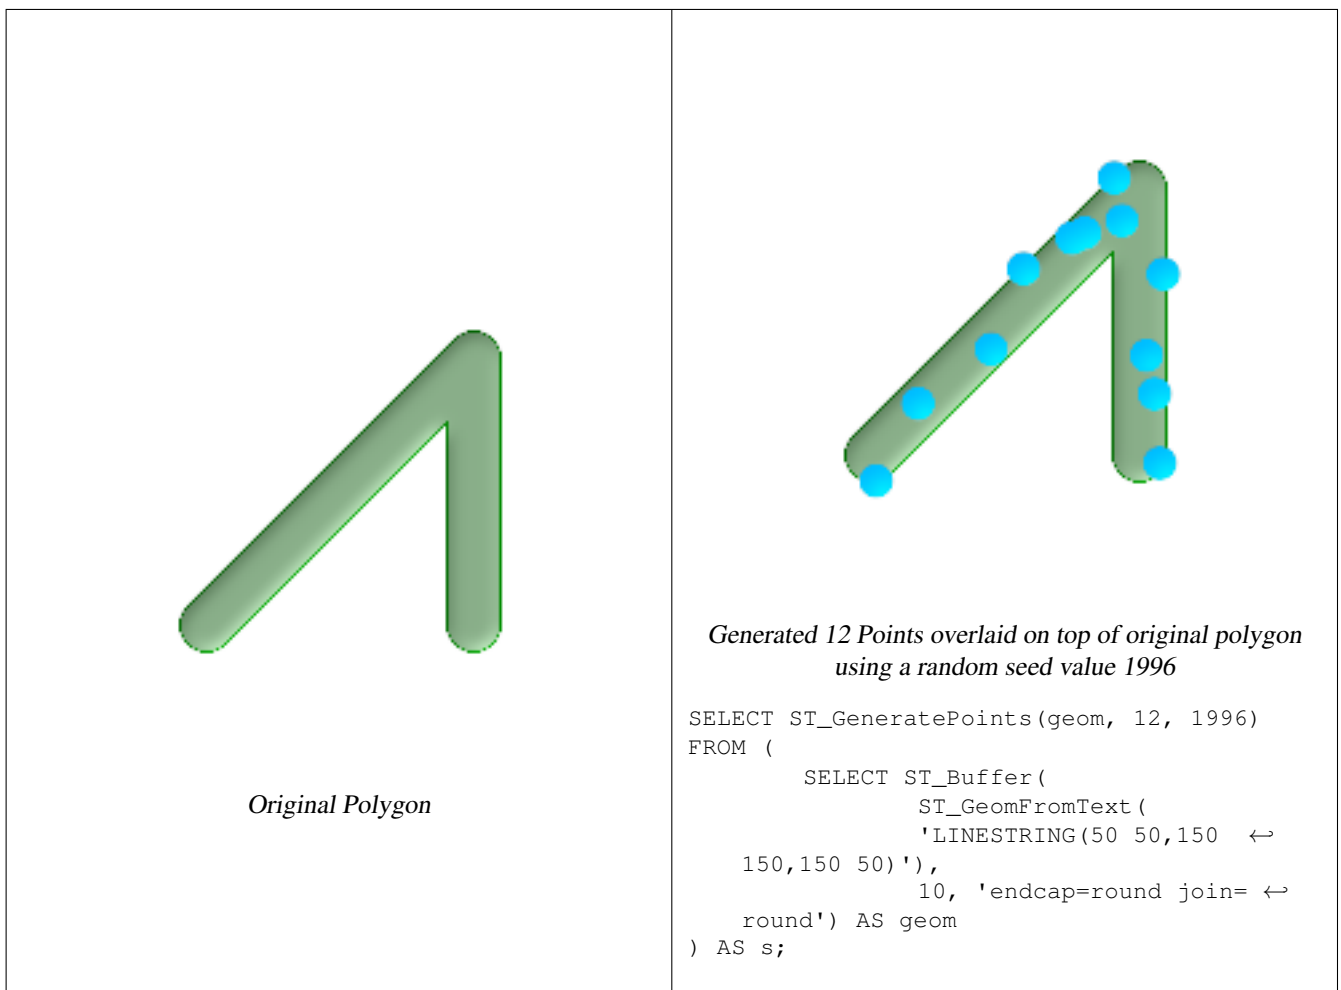 Original Polygon
Generated 12 Points overlaid on top of original polygon
using a random seed value 1996
SELECT ST_GeneratePoints(geom, 12, 1996)
FROM (
        SELECT ST_Buffer(
                ST_GeomFromText(
                'LINESTRING(50 50,150 ↩
    150,150 50)'),
                10, 'endcap=round join= ↩
    round') AS geom
) AS s;